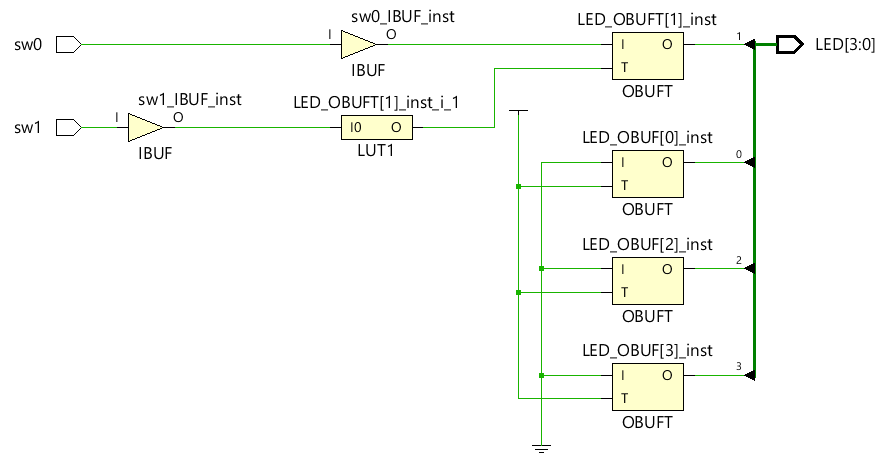 sw0_IBUF_inst
LED_OBUFT[1]_inst
sw0
I
O
I
O
1
LED[3:0]
IBUF
T
OBUFT
sw1_IBUF_inst
LED_OBUFT[1]_inst_i_1
sw1
I
O
I0
O
IBUF
LUT1
LED_OBUF[0]_inst
I
O
0
T
OBUFT
LED_OBUF[2]_inst
I
O
2
T
OBUFT
LED_OBUF[3]_inst
I
O
3
T
OBUFT